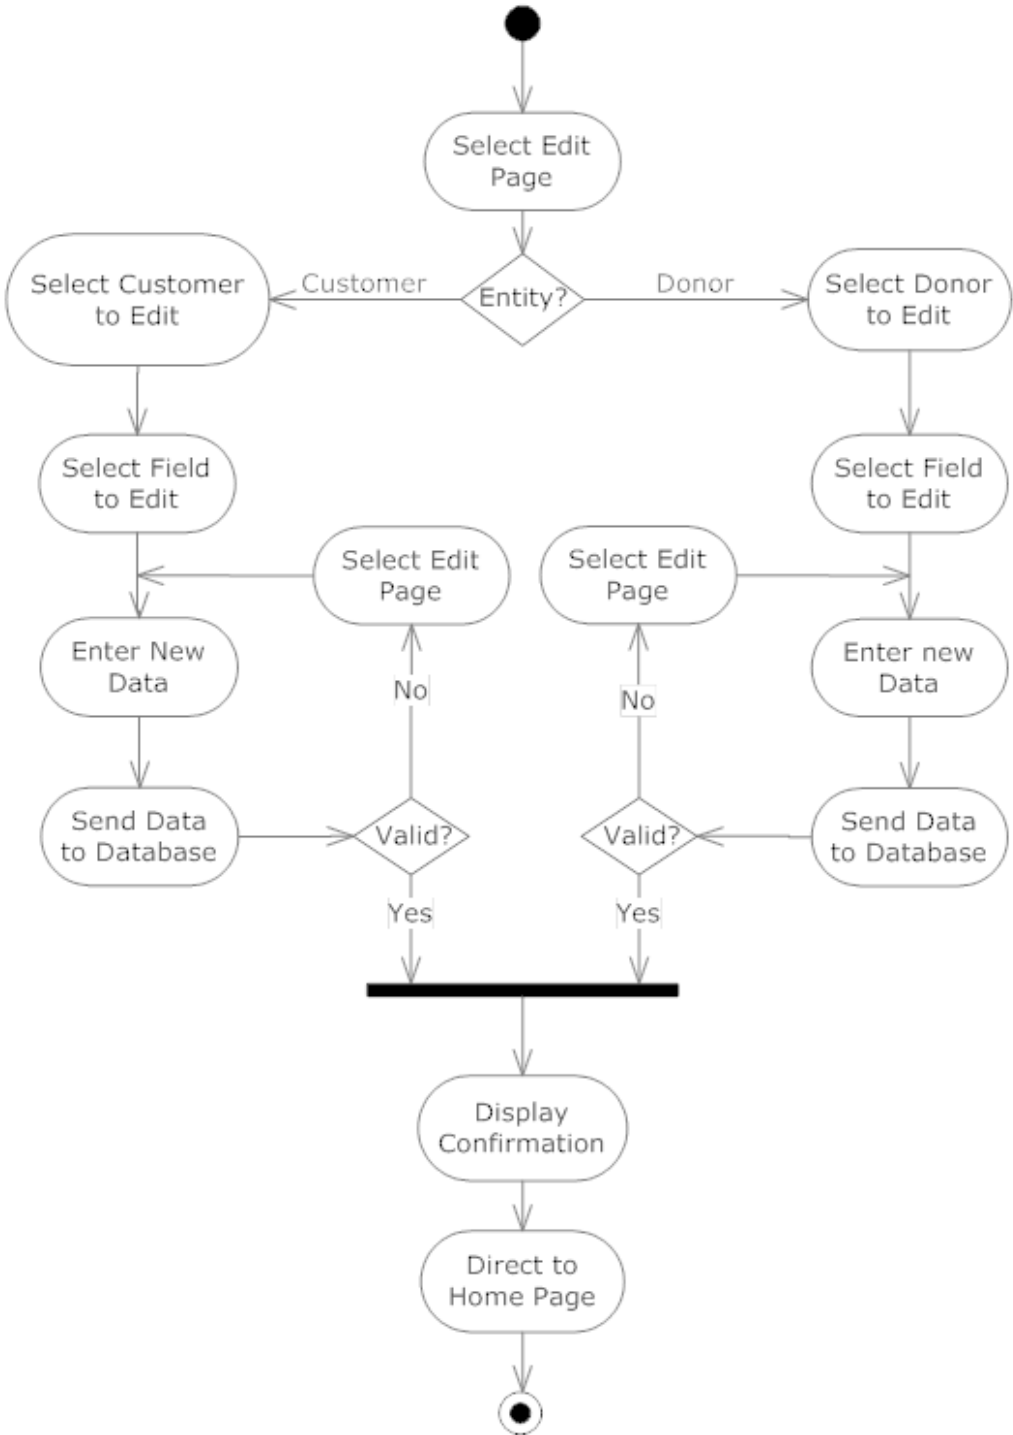 Select Edit
Page
Entity?
Customer
Donor
Select Customer
to Edit
Select Donor
to Edit
Select Field
to Edit
Select Field
to Edit
Select Edit
Page
Select Edit
Page
Enter New
Data
Enter new
Data
No
No
Send Data
to Database
Valid?
Valid?
Send Data
to Database
Yes
Yes
Display
Confirmation
Direct to
Home Page